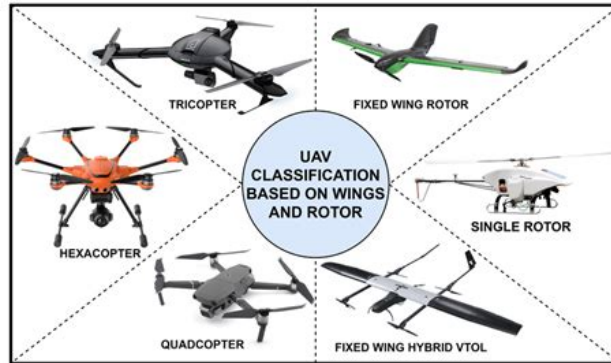 TRICOPTER
FIXED WING ROTOR
UAV
CLASSIFICATION
BASED ON WINGS
AND ROTOR
HEXACOPTER
SINGLE ROTOR
QUADCOPTER
FIXED WING HYBRID VTOL